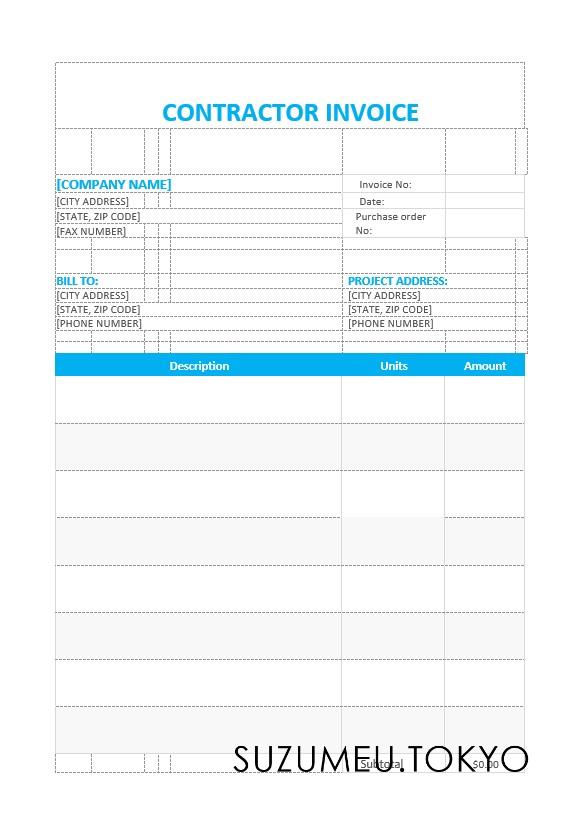 CONTRACTOR INVOICE
[COMPANY NAME] Invoice No:
[CITY ADDRESS] Date:
[STATE, ZIP CODE] Purchase order
[FAX NUMBER] No:
BILL TO: PROJECT ADDRESS:
[CITY ADDRESS] [CITY ADDRESS]
[STATE, ZIP CODE] [STATE, ZIP CODE]
[PHONE NUMBER] [PHONE NUMBER]
Description Units Amount
Subtotal $0.00
SUZUMEU.TOKYO